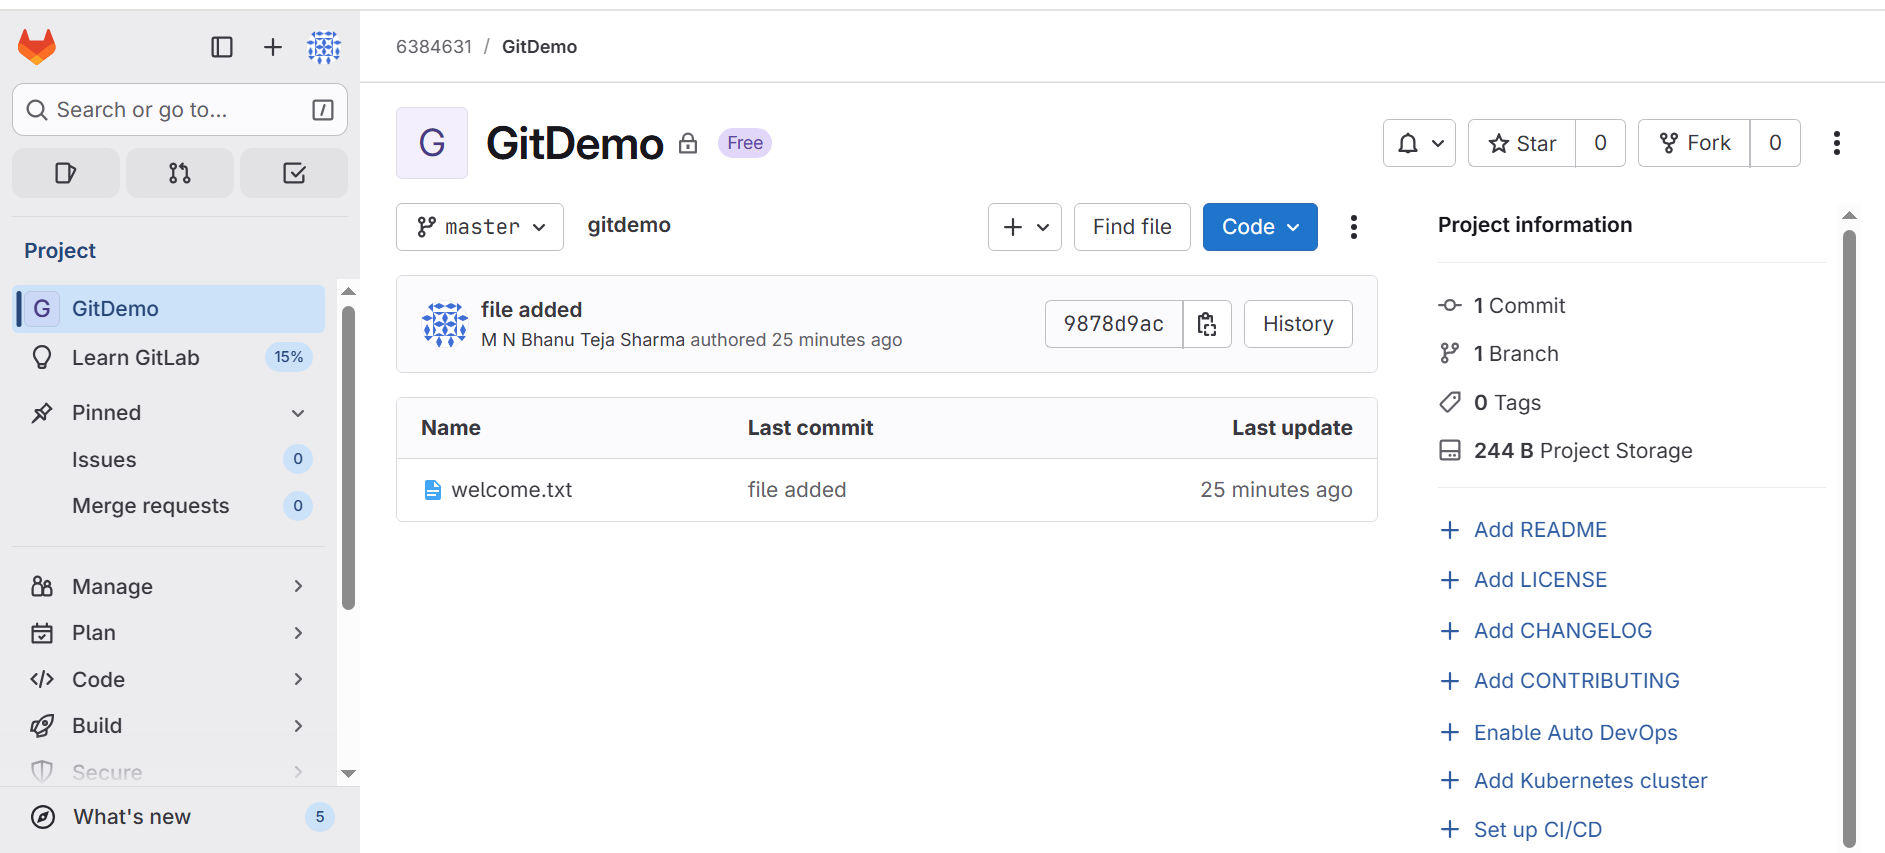 6384631 / GitDemo
Search or go to...
/
Project
G GitDemo
Learn GitLab 15%
Pinned
Issues 0
Merge requests 0
Manage
Plan
Code
Build
Secure
What's new 5
G GitDemo Free
Star 0
Fork 0
master
gitdemo
Find file
Code
file added
M N Bhanu Teja Sharma authored 25 minutes ago
9878d9ac
History
Name Last commit Last update
welcome.txt file added 25 minutes ago
Project information
1 Commit
1 Branch
0 Tags
244 B Project Storage
Add README
Add LICENSE
Add CHANGELOG
Add CONTRIBUTING
Enable Auto DevOps
Add Kubernetes cluster
Set up CI/CD